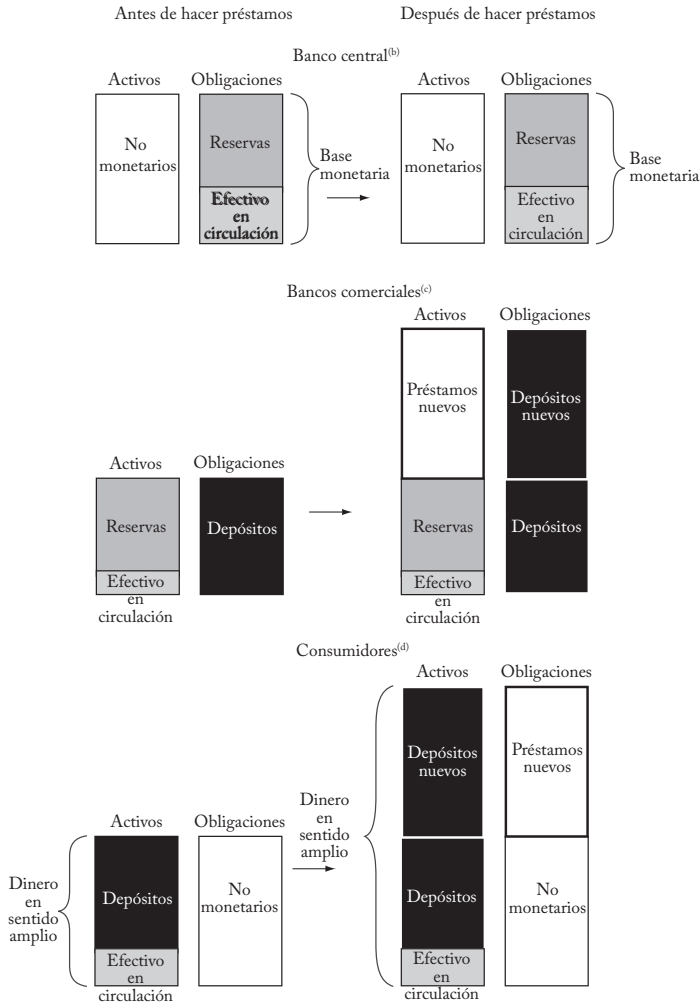 Antes de hacer préstamos
Después de hacer préstamos
Banco central(b)
Activos
Obligaciones
Activos
Obligaciones
No
monetarios
Reservas
Efectivo
en
circulación
Base
monetaria
No
monetarios
Reservas
Efectivo
en
circulación
Base
monetaria
Bancos comerciales(c)
Activos
Obligaciones
Préstamos
nuevos
Depósitos
nuevos
Activos
Obligaciones
Reservas
Depósitos
Efectivo
en
circulación
Reservas
Depósitos
Efectivo
en
circulación
Consumidores(d)
Activos
Obligaciones
Depósitos
nuevos
Préstamos
nuevos
Dinero
en
sentido
amplio
Activos
Obligaciones
Dinero
en
sentido
amplio
Depósitos
No
monetarios
Efectivo
en
circulación
Depósitos
No
monetarios
Efectivo
en
circulación